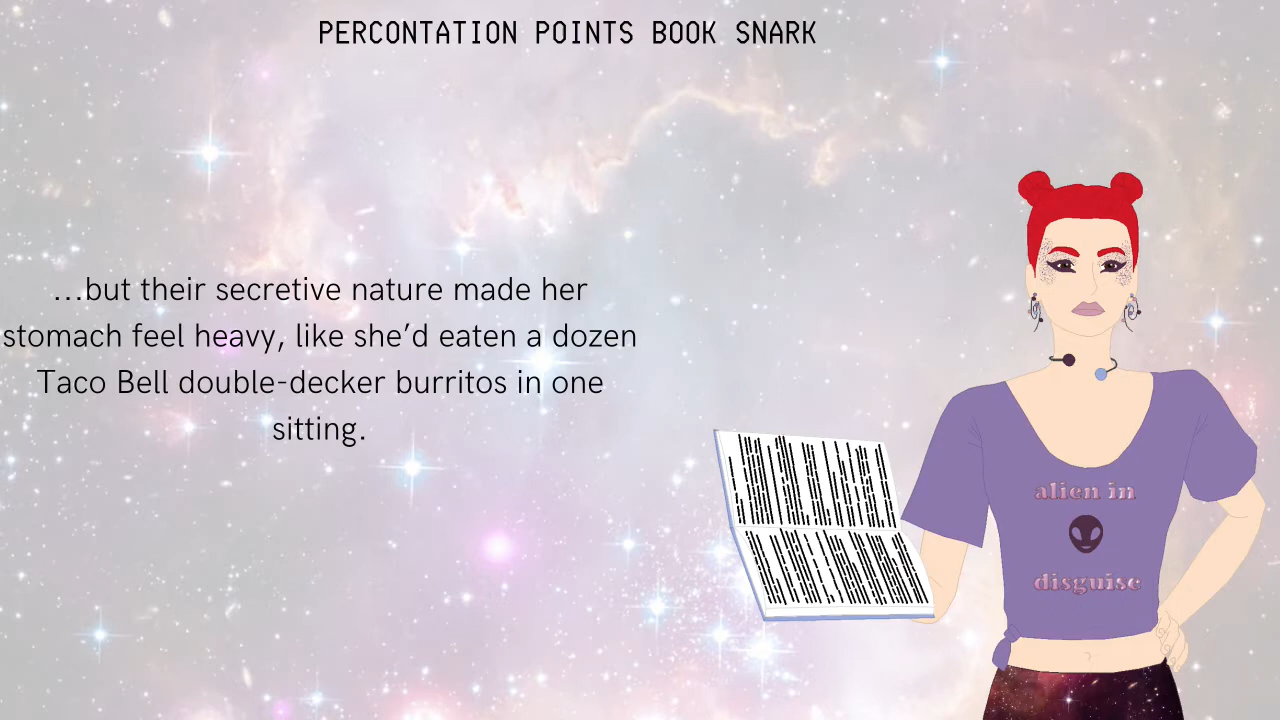 PERCONTATION POINTS BOOK SNARK
...but their secretive nature made her
stomach feel heavy, like she’d eaten a dozen
Taco Bell double-decker burritos in one
sitting.
alien in
disguise